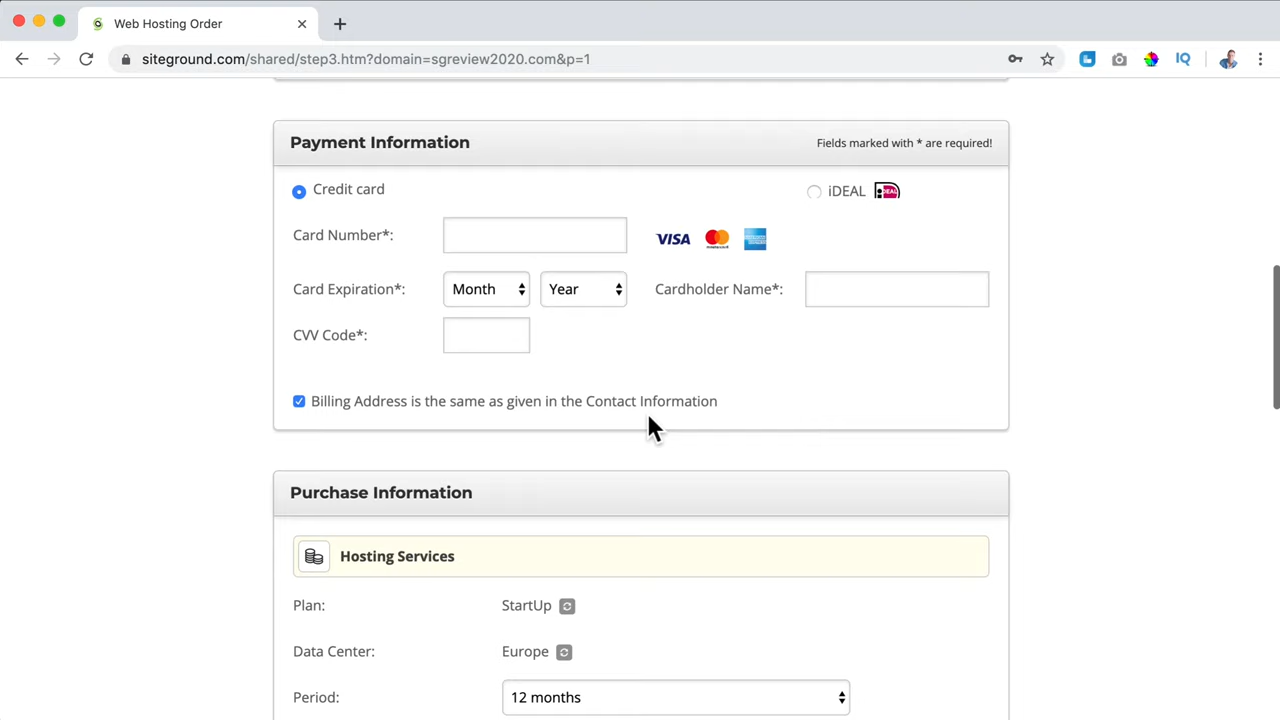 Web Hosting Order
siteground.com/shared/step3.htm?domain=sgreview2020.com&p=1
IQ
Payment Information
Fields marked with * are required!
Credit card
iDEAL
iDEAL
Card Number*:
VISA
Card Expiration*:
Month
Year
Cardholder Name*:
CVV Code*:
Billing Address is the same as given in the Contact Information
Purchase Information
Hosting Services
Plan:
StartUp
Data Center:
Europe
Period:
12 months